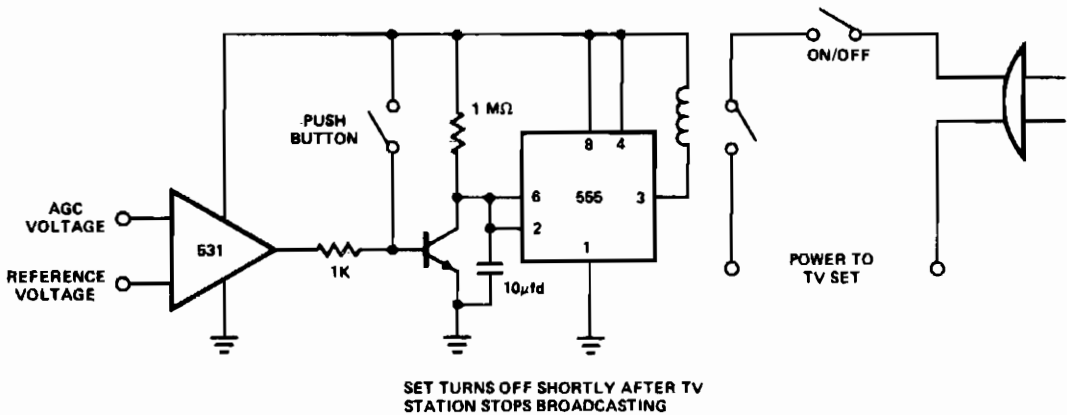 ON/OFF
PUSH
BUTTON
1 MΩ
8 4
6 555 3
2
1
AGC
VOLTAGE
531
1K
REFERENCE
VOLTAGE
10μfd
POWER TO
TV SET
SET TURNS OFF SHORTLY AFTER TV
STATION STOPS BROADCASTING